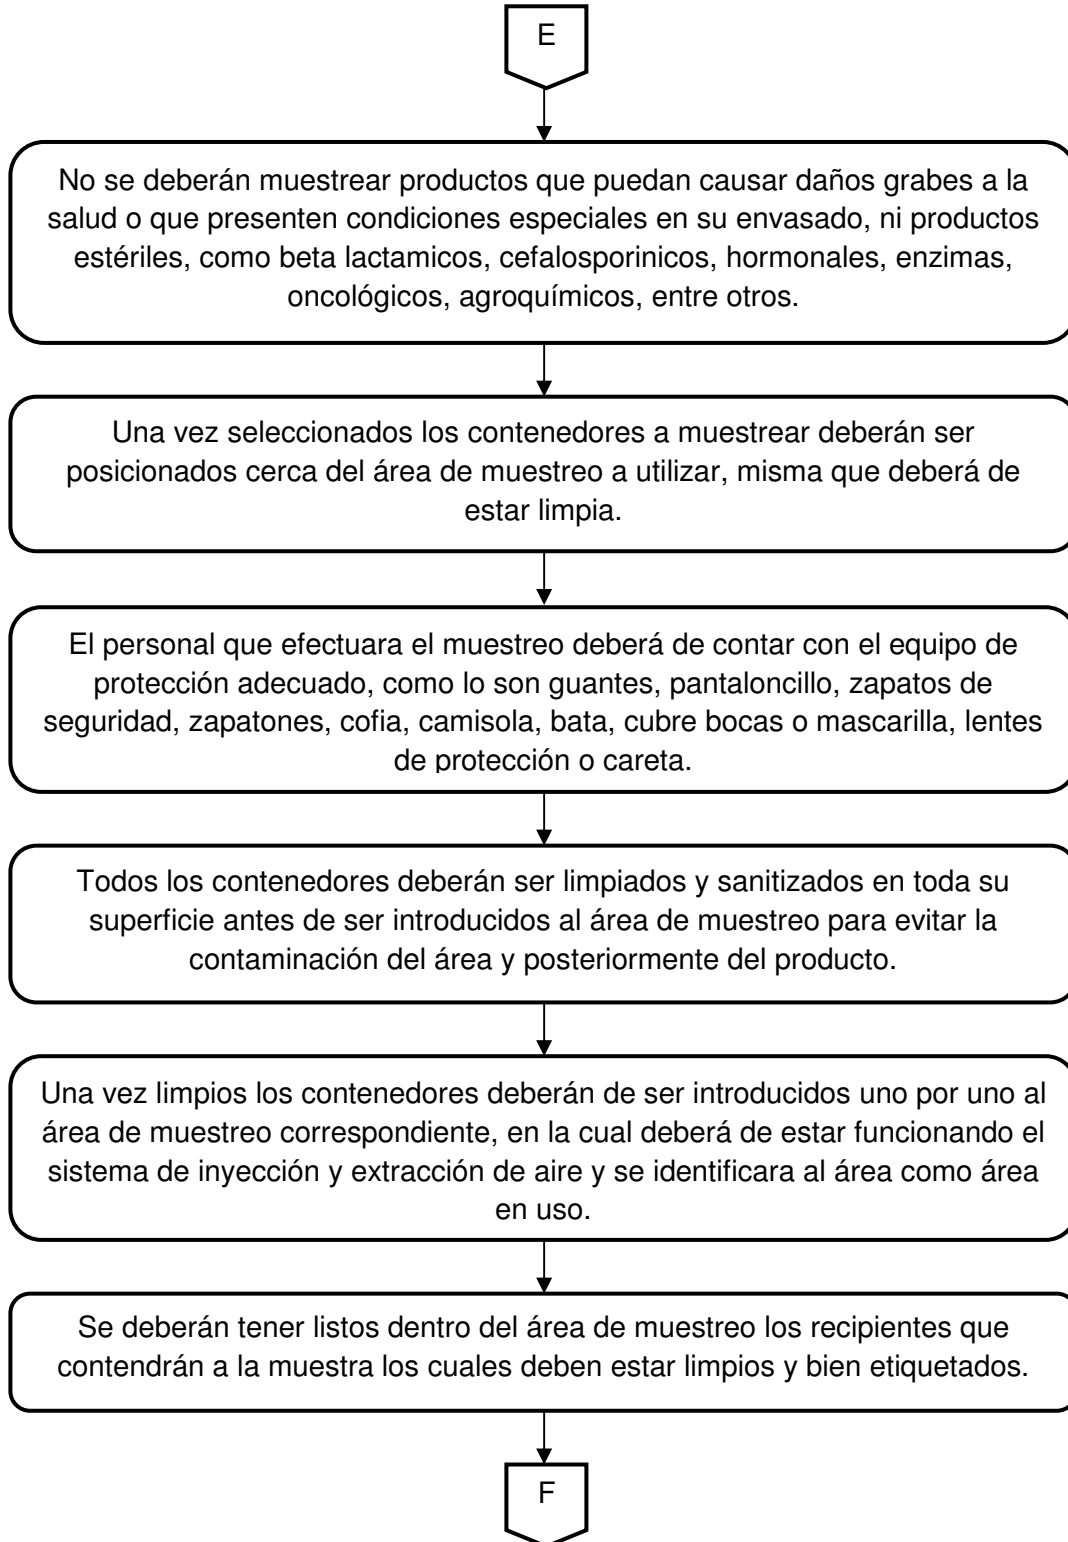 E
No se deberán muestrear productos que puedan causar daños grabes a la
salud o que presenten condiciones especiales en su envasado, ni productos
estériles, como beta lactamicos, cefalosporinicos, hormonales, enzimas,
oncológicos, agroquímicos, entre otros.
Una vez seleccionados los contenedores a muestrear deberán ser
posicionados cerca del área de muestreo a utilizar, misma que deberá de
estar limpia.
El personal que efectuara el muestreo deberá de contar con el equipo de
protección adecuado, como lo son guantes, pantaloncillo, zapatos de
seguridad, zapatones, cofia, camisola, bata, cubre bocas o mascarilla, lentes
de protección o careta.
Todos los contenedores deberán ser limpiados y sanitizados en toda su
superficie antes de ser introducidos al área de muestreo para evitar la
contaminación del área y posteriormente del producto.
Una vez limpios los contenedores deberán de ser introducidos uno por uno al
área de muestreo correspondiente, en la cual deberá de estar funcionando el
sistema de inyección y extracción de aire y se identificara al área como área
en uso.
Se deberán tener listos dentro del área de muestreo los recipientes que
contendrán a la muestra los cuales deben estar limpios y bien etiquetados.
F